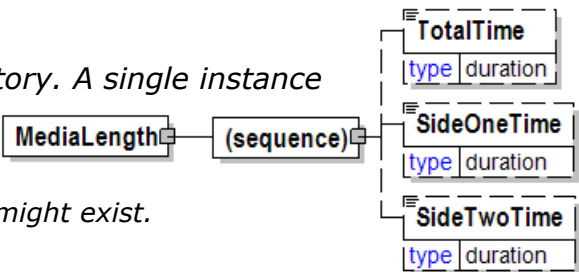 TotalTime
type duration
tory. A single instance
SideOneTime
type duration
MediaLength
(sequence)
might exist.
SideTwoTime
type duration